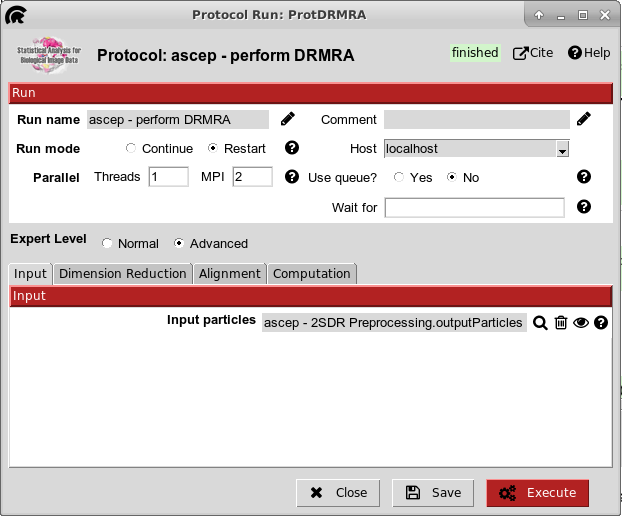 Protocol Run: ProtDRMRA
Statistical Analysis for
Biological Image Data
Protocol: ascep - perform DRMRA
finished
Cite
Help
Run
Run name ascep - perform DRMRA Comment
Run mode Continue Restart Host localhost
Parallel Threads 1 MPI 2 Use queue? Yes No
Wait for
Expert Level Normal Advanced
Input Dimension Reduction Alignment Computation
Input
Input particles ascep - 2SDR Preprocessing.outputParticles
Close Save Execute